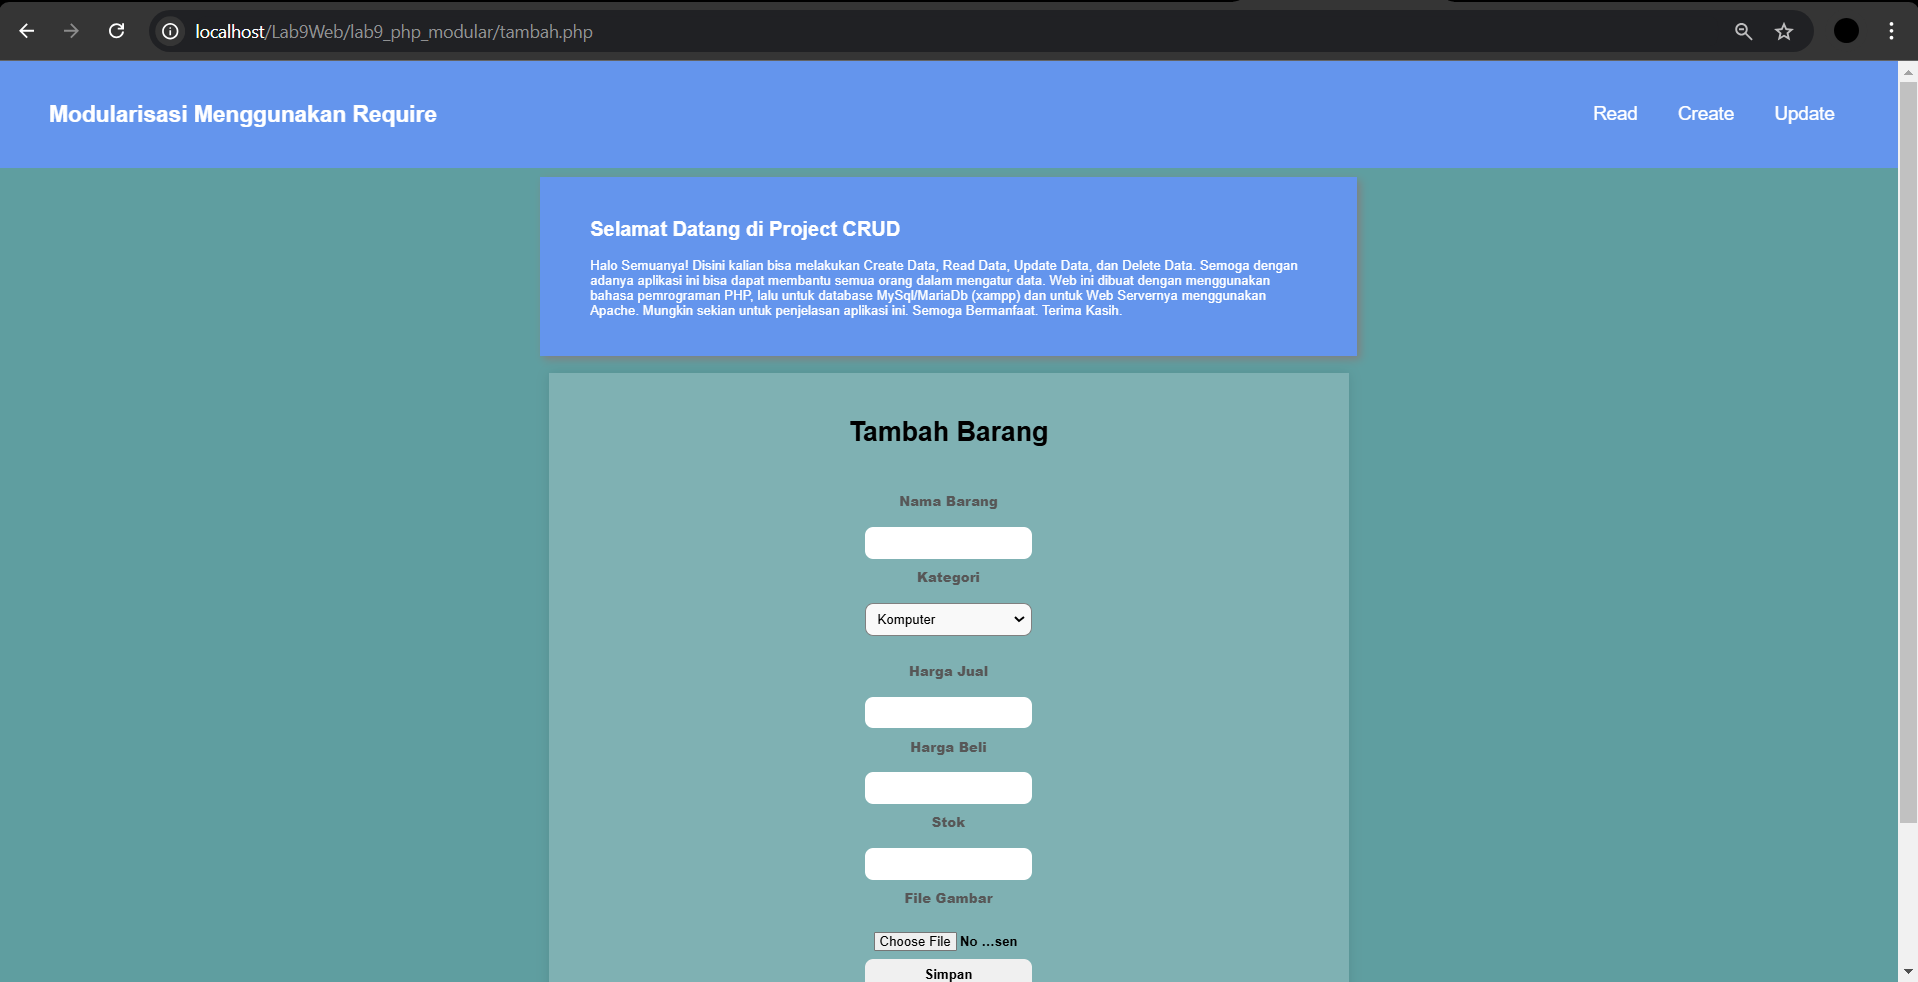 localhost/Lab9Web/lab9_php_modular/tambah.php
Modularisasi Menggunakan Require
Read Create Update
Selamat Datang di Project CRUD
Halo Semuanya! Disini kalian bisa melakukan Create Data, Read Data, Update Data, dan Delete Data. Semoga dengan
adanya aplikasi ini bisa dapat membantu semua orang dalam mengatur data. Web ini dibuat dengan menggunakan
bahasa pemrograman PHP, lalu untuk database MySql/MariaDb (xampp) dan untuk Web Servernya menggunakan
Apache. Mungkin sekian untuk penjelasan aplikasi ini. Semoga Bermanfaat. Terima Kasih.
Tambah Barang
Nama Barang
Kategori
Komputer
Harga Jual
Harga Beli
Stok
File Gambar
Choose File No ...sen
Simpan